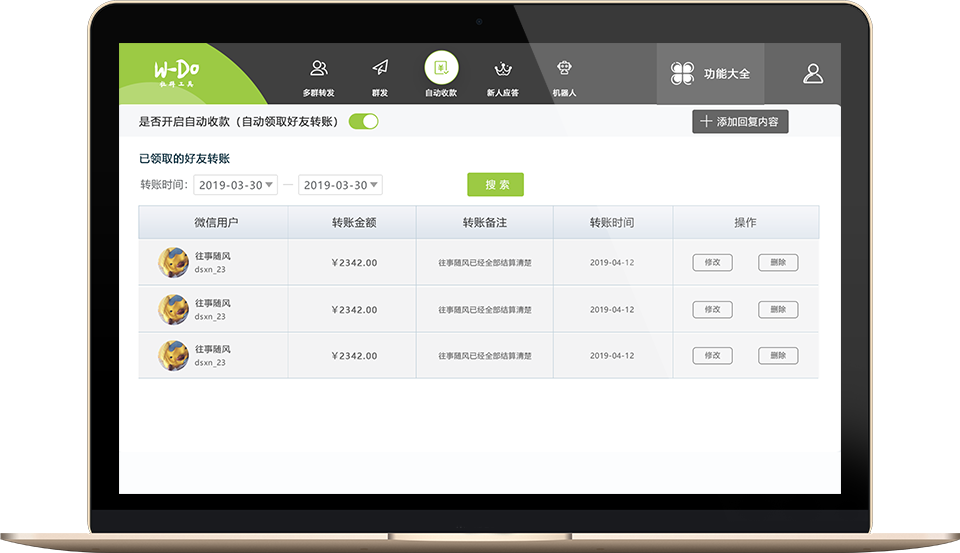 W-Do
多群转发
群发
自动收款
新人应答
机器人
功能大全
是否开启自动收款（自动领取好友转账）
添加回复内容
已领取的好友转账
转账时间：
2019-03-30
2019-03-30
搜 索
微信用户
转账金额
转账备注
转账时间
操作
往事随风
dsxn_23
¥2342.00
往事随风已经全部结算清楚
2019-04-12
修改
删除
往事随风
dsxn_23
¥2342.00
往事随风已经全部结算清楚
2019-04-12
修改
删除
往事随风
dsxn_23
¥2342.00
往事随风已经全部结算清楚
2019-04-12
修改
删除